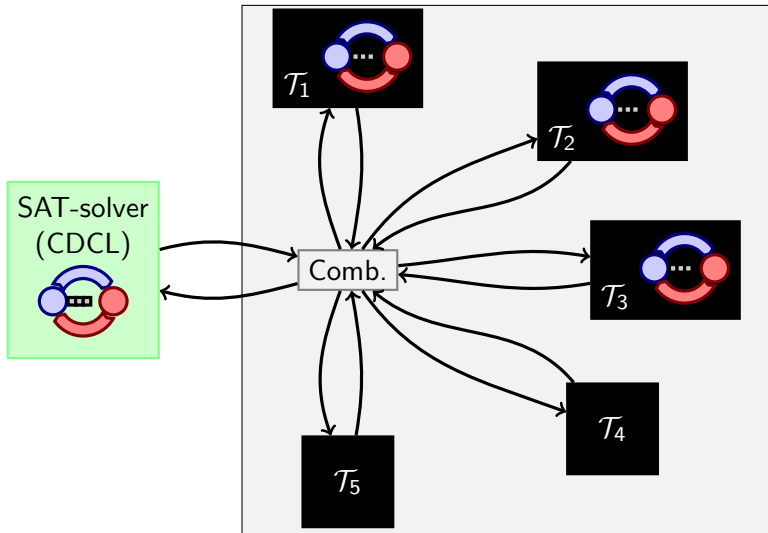 𝒯1
𝒯2
SAT-solver
(CDCL)
Comb.
𝒯3
𝒯4
𝒯5